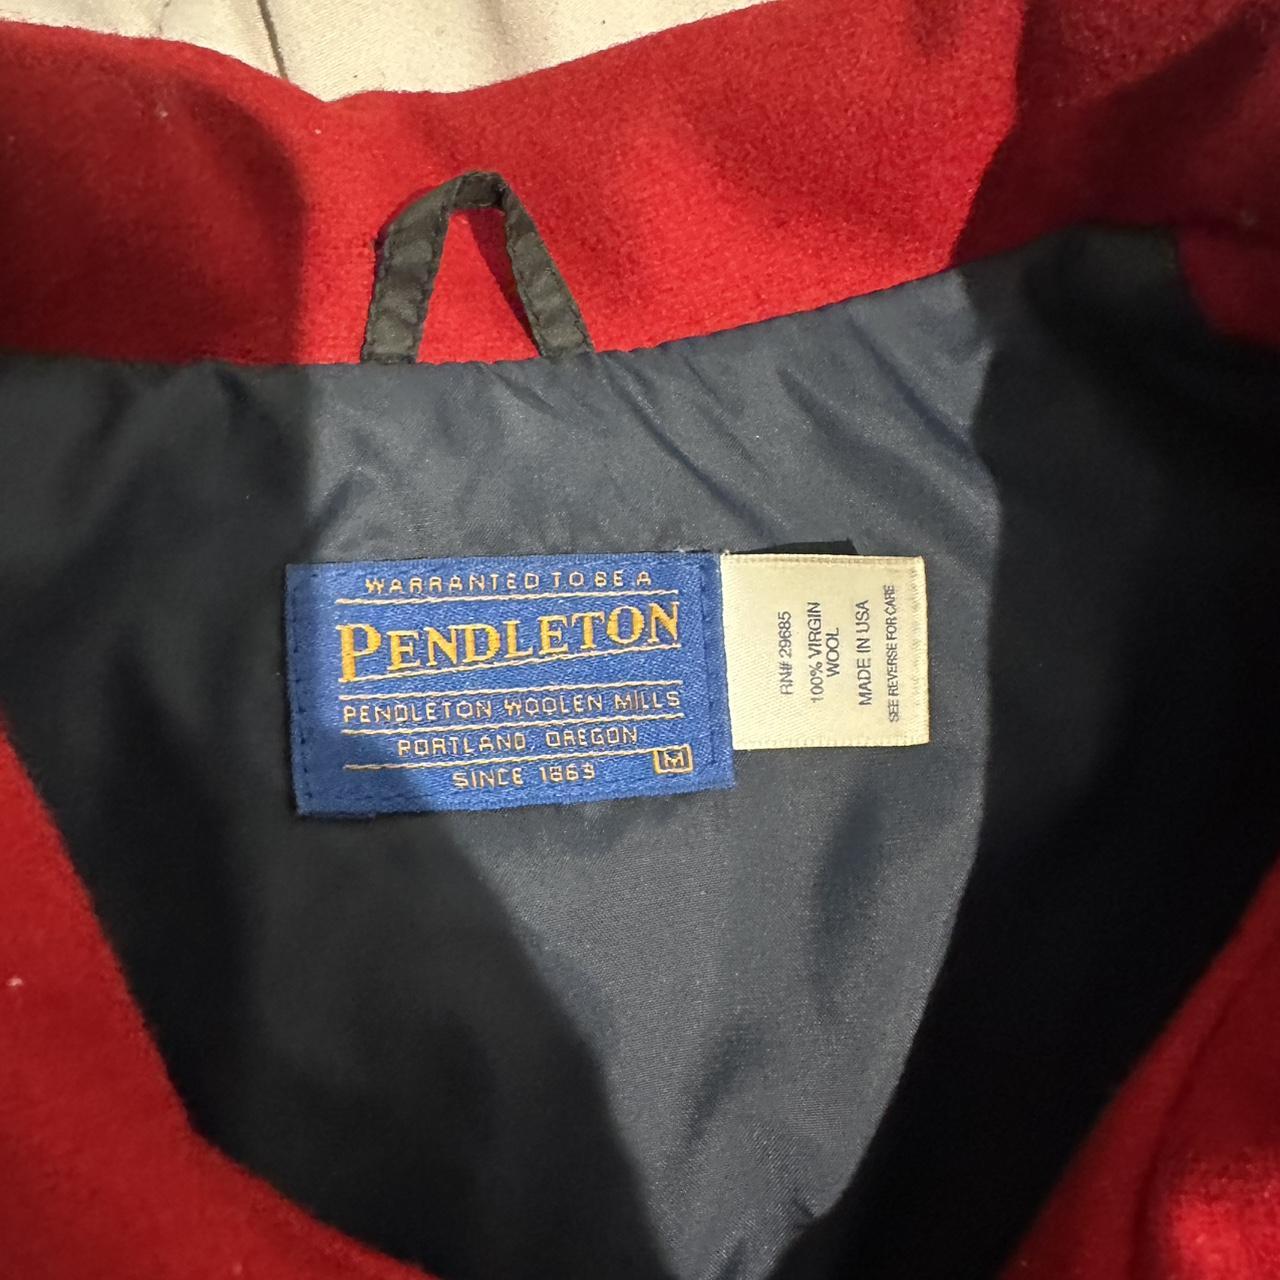 WARRANTED TO BE A
PENDLETON
PENDLETON WOOLEN MILLS
PORTLAND, OREGON
SINCE 1863
M
RN# 29685
100% VIRGIN
WOOL
MADE IN USA
SEE REVERSE FOR CARE